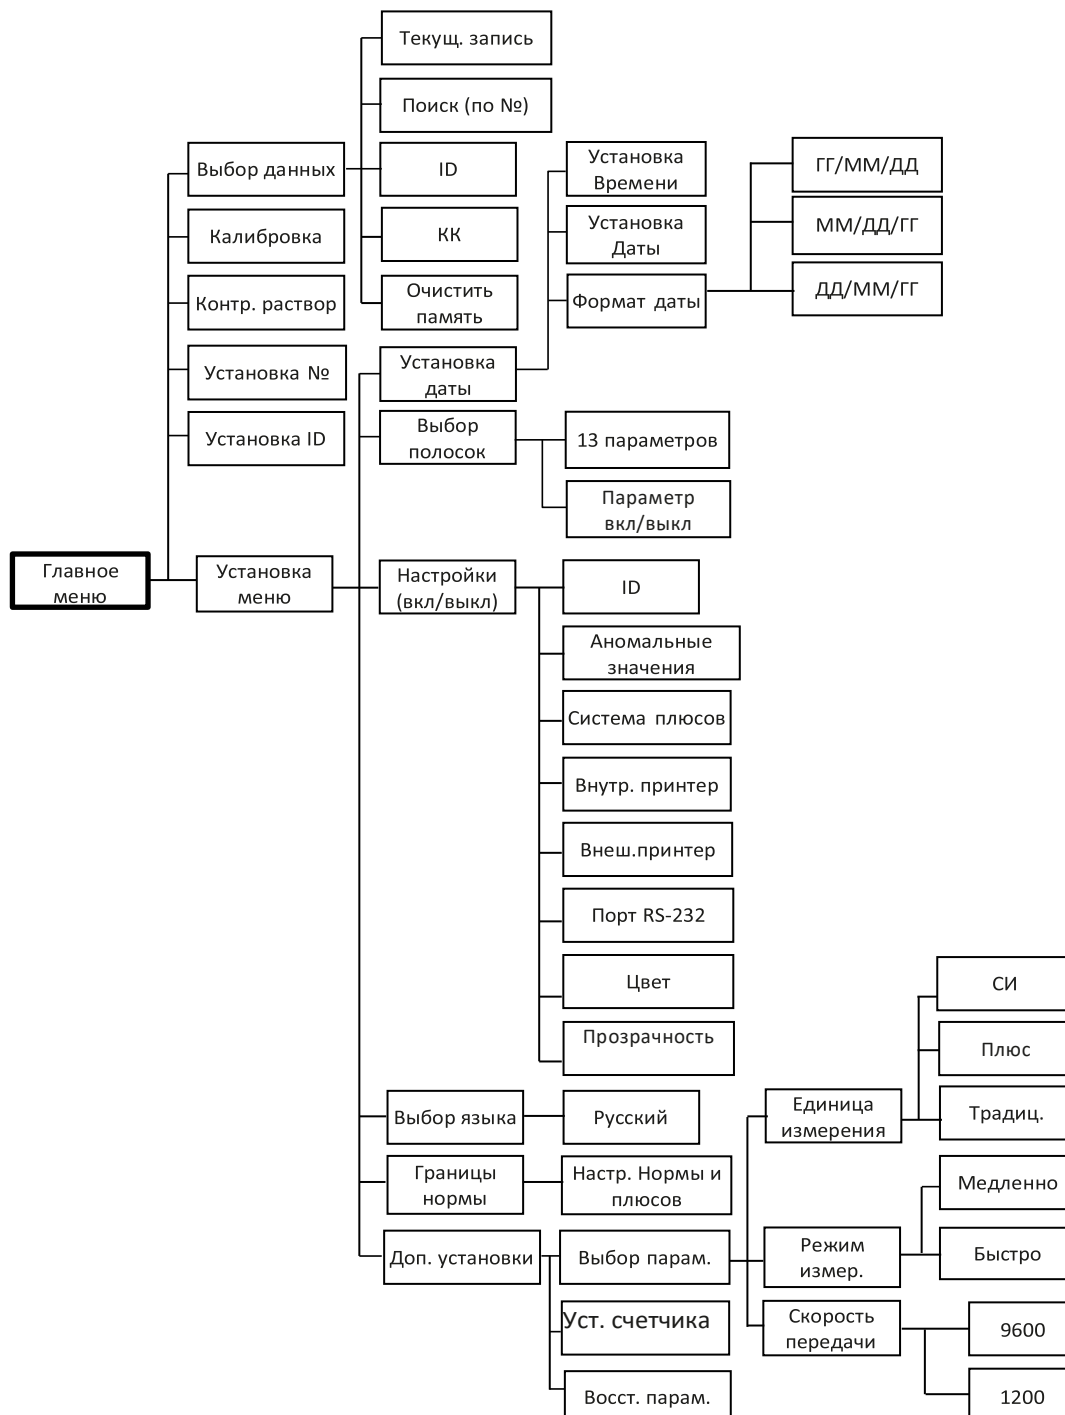 Текущ. запись
Поиск (по №)
Выбор данных
ID
Установка
Времени
ГГ/ММ/ДД
Калибровка
КК
Установка
Даты
ММ/ДД/ГГ
Контр. раствор
Очистить
память
Формат даты
ДД/ММ/ГГ
Установка №
Установка
даты
Установка ID
Выбор
полосок
13 параметров
Параметр
вкл/выкл
Главное
меню
Установка
меню
Настройки
(вкл/выкл)
ID
Аномальные
значения
Система плюсов
Внутр. принтер
Внеш.принтер
Порт RS-232
Цвет
СИ
Прозрачность
Плюс
Выбор языка
Русский
Единица
измерения
Традиц.
Границы
нормы
Настр. Нормы и
плюсов
Медленно
Доп. установки
Выбор парам.
Режим
измер.
Быстро
Уст. счетчика
Скорость
передачи
9600
Восст. парам.
1200